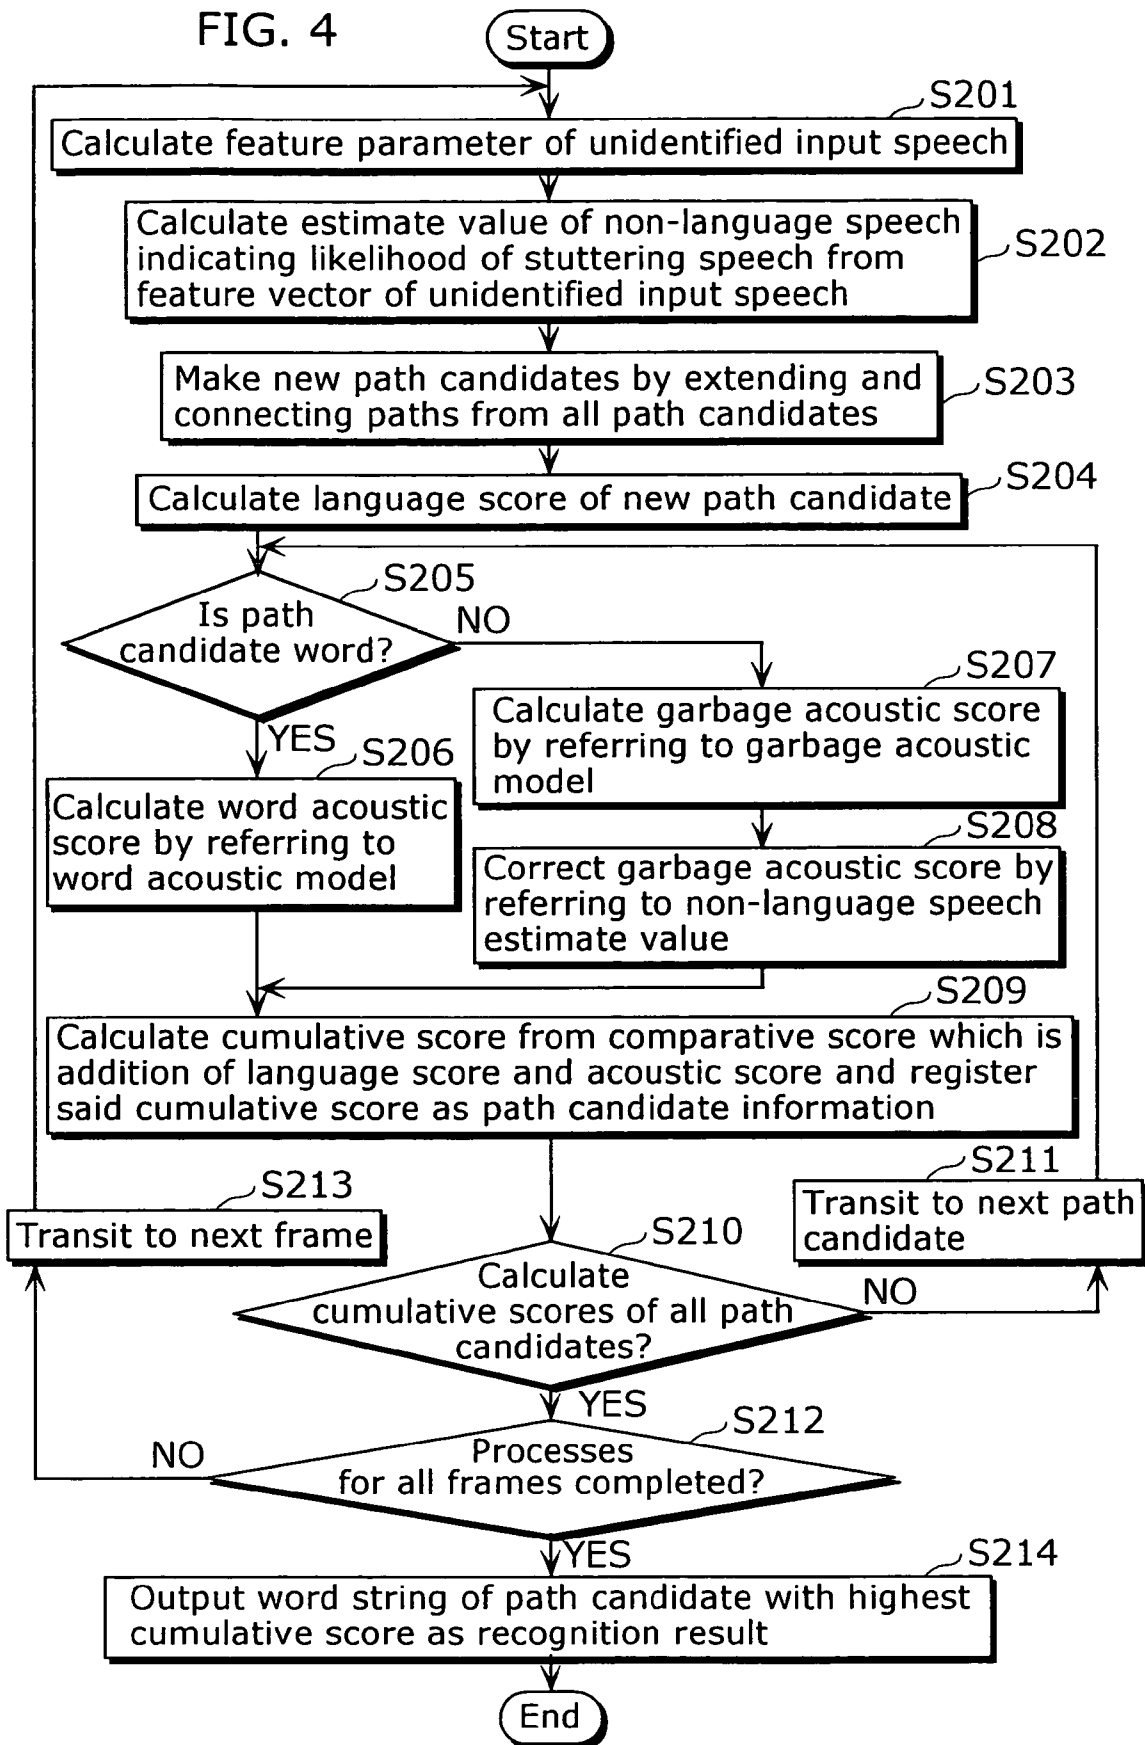 FIG. 4
Start
S201
Calculate feature parameter of unidentified input speech
Calculate estimate value of non-language speech
indicating likelihood of stuttering speech from
feature vector of unidentified input speech
S202
Make new path candidates by extending and
connecting paths from all path candidates
S203
Calculate language score of new path candidate
S204
S205
Is path
candidate word?
NO
YES
S206
Calculate word acoustic
score by referring to
word acoustic model
S207
Calculate garbage acoustic score
by referring to garbage acoustic
model
S208
Correct garbage acoustic score by
referring to non-language speech
estimate value
S209
Calculate cumulative score from comparative score which is
addition of language score and acoustic score and register
said cumulative score as path candidate information
S213
Transit to next frame
S211
Transit to next path
candidate
S210
Calculate
cumulative scores of all path
candidates?
NO
YES
S212
Processes
for all frames completed?
NO
YES
S214
Output word string of path candidate with highest
cumulative score as recognition result
End